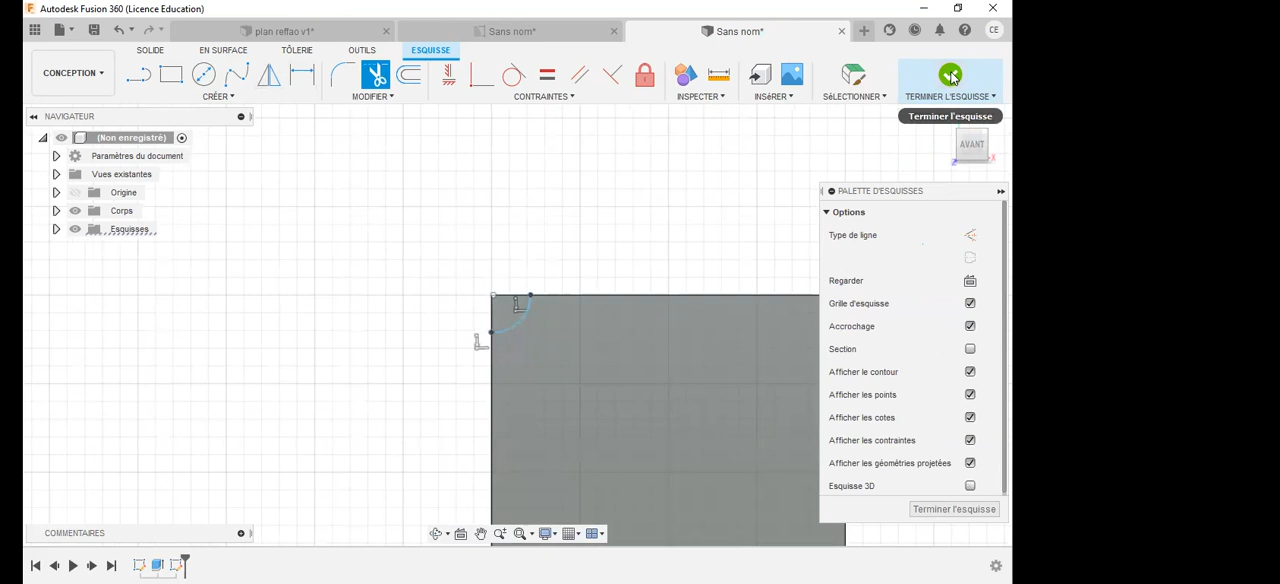 Autodesk Fusion 360 (Licence Education)
plan reffao v1*
Sans nom*
Sans nom*
CE
SOLIDE
EN SURFACE
TÔLERIE
OUTILS
ESQUISSE
CONCEPTION
CRÉER
MODIFIER
CONTRAINTES
INSPECTER
INSÉRER
SÉLECTIONNER
TERMINER L'ESQUISSE
Terminer l'esquisse
NAVIGATEUR
(Non enregistré)
Paramètres du document
Vues existantes
Origine
Corps
Esquisses
AVANT
X
Z
PALETTE D'ESQUISSES
Options
Type de ligne
Regarder
Grille d'esquisse
Accrochage
Section
Afficher le contour
Afficher les points
Afficher les cotes
Afficher les contraintes
Afficher les géométries projetées
Esquisse 3D
Terminer l'esquisse
COMMENTAIRES